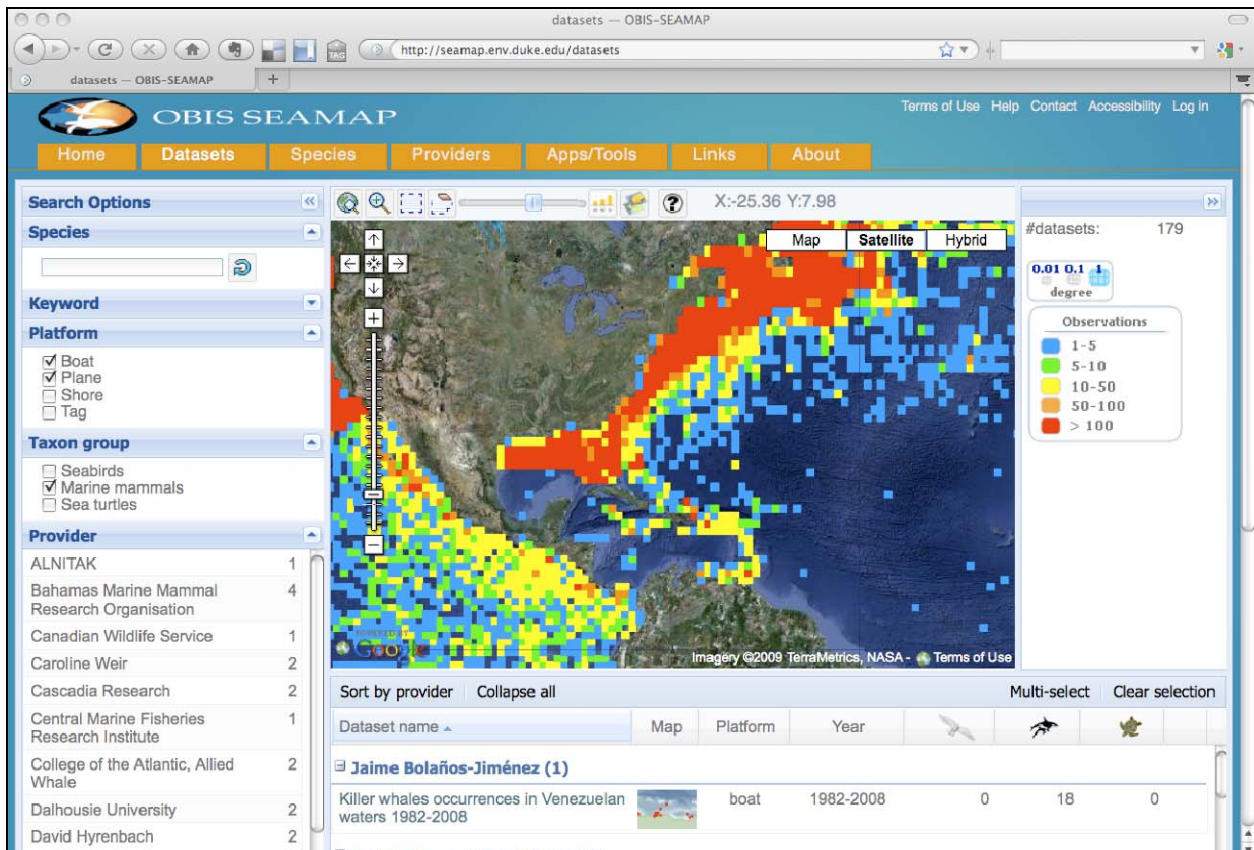 datasets — OBIS-SEAMAP
http://seamap.env.duke.edu/datasets
datasets — OBIS-SEAMAP
OBIS SEAMAP
Terms of Use Help Contact Accessibility Log in
Home Datasets Species Providers Apps/Tools Links About
Search Options
Species
Keyword
Platform
Boat
Plane
Shore
Tag
Taxon group
Seabirds
Marine mammals
Sea turtles
Provider
ALNITAK 1
Bahamas Marine Mammal
Research Organisation 4
Canadian Wildlife Service 1
Caroline Weir 2
Cascadia Research 2
Central Marine Fisheries
Research Institute 1
College of the Atlantic, Allied
Whale 2
Dalhousie University 2
David Hyrenbach 2
X:-25.36 Y:7.98
Map Satellite Hybrid
POWERED BY
Google
Imagery ©2009 TerraMetrics, NASA - Terms of Use
#datasets: 179
0.01 0.1 1
degree
Observations
1-5
5-10
10-50
50-100
> 100
Sort by provider Collapse all Multi-select Clear selection
Dataset name Map Platform Year
Jaime Bolaños-Jiménez (1)
Killer whales occurrences in Venezuelan
waters 1982-2008 boat 1982-2008 0 18 0